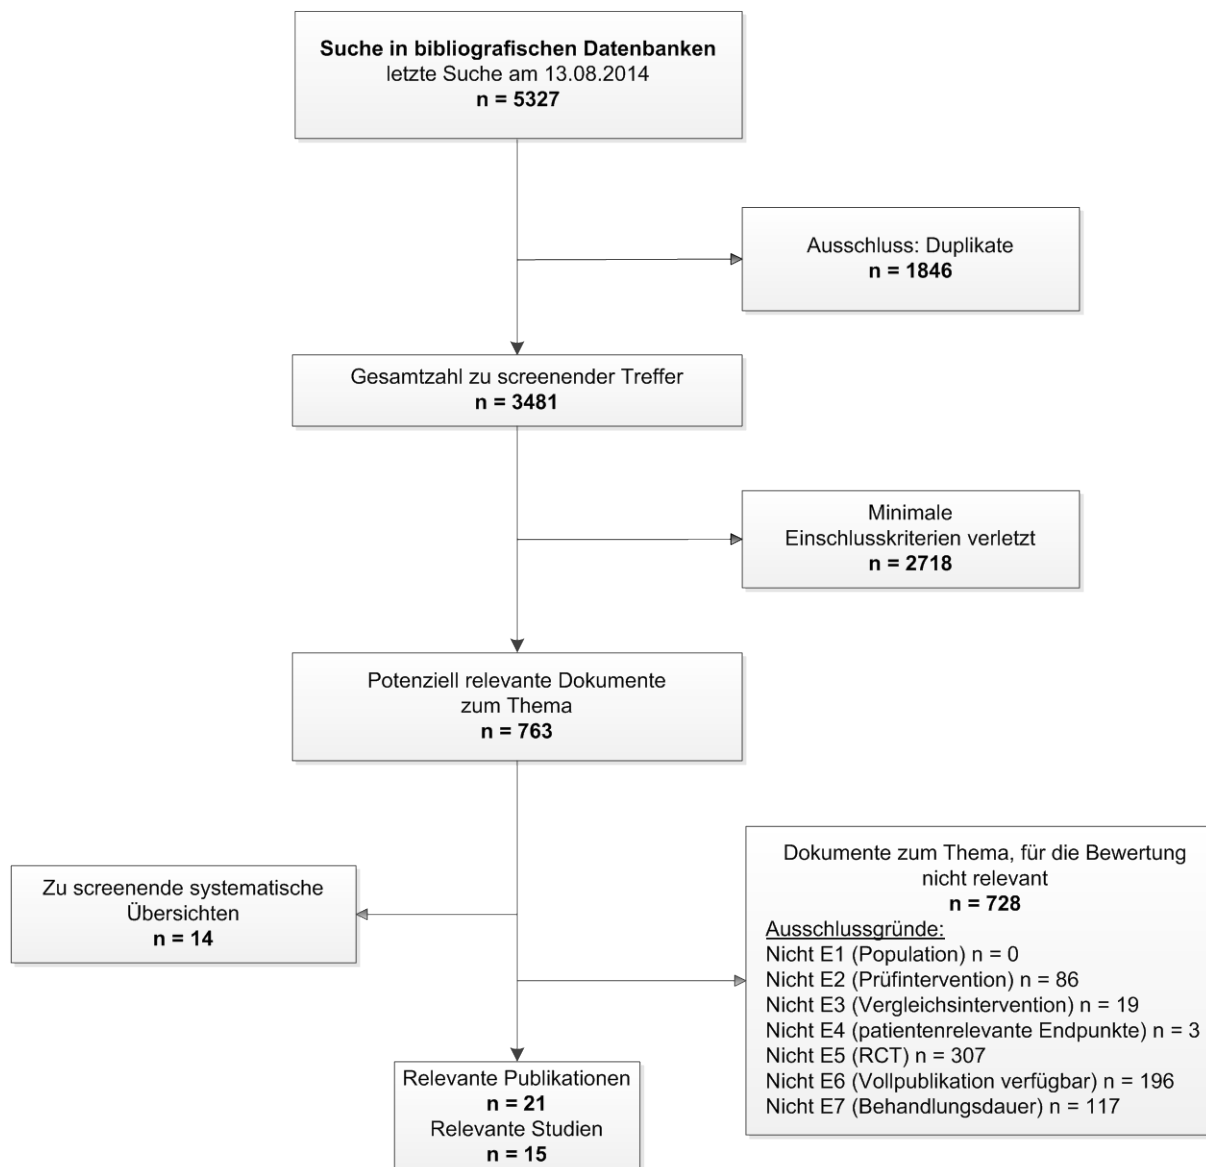 Suche in bibliografischen Datenbanken
letzte Suche am 13.08.2014
n = 5327
Ausschluss: Duplikate
n = 1846
Gesamtzahl zu screenender Treffer
n = 3481
Minimale
Einschlusskriterien verletzt
n = 2718
Potenziell relevante Dokumente
zum Thema
n = 763
Zu screenende systematische
Übersichten
n = 14
Dokumente zum Thema, für die Bewertung
nicht relevant
n = 728
Ausschlussgründe:
Nicht E1 (Population) n = 0
Nicht E2 (Prüfintervention) n = 86
Nicht E3 (Vergleichsintervention) n = 19
Nicht E4 (patientenrelevante Endpunkte) n = 3
Nicht E5 (RCT) n = 307
Nicht E6 (Vollpublikation verfügbar) n = 196
Nicht E7 (Behandlungsdauer) n = 117
Relevante Publikationen
n = 21
Relevante Studien
n = 15